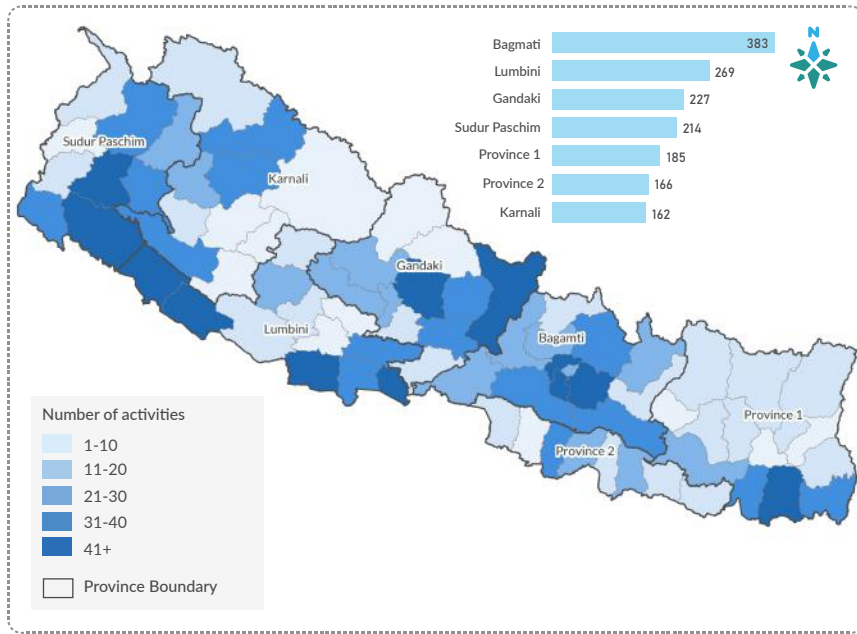 N
Bagmati 383
Lumbini 269
Gandaki 227
Sudur Paschim 214
Province 1 185
Province 2 166
Karnali 162
Sudur Paschim
Karnali
Gandaki
Lumbini
Bagamti
Province 1
Province 2
Number of activities
1-10
11-20
21-30
31-40
41+
Province Boundary